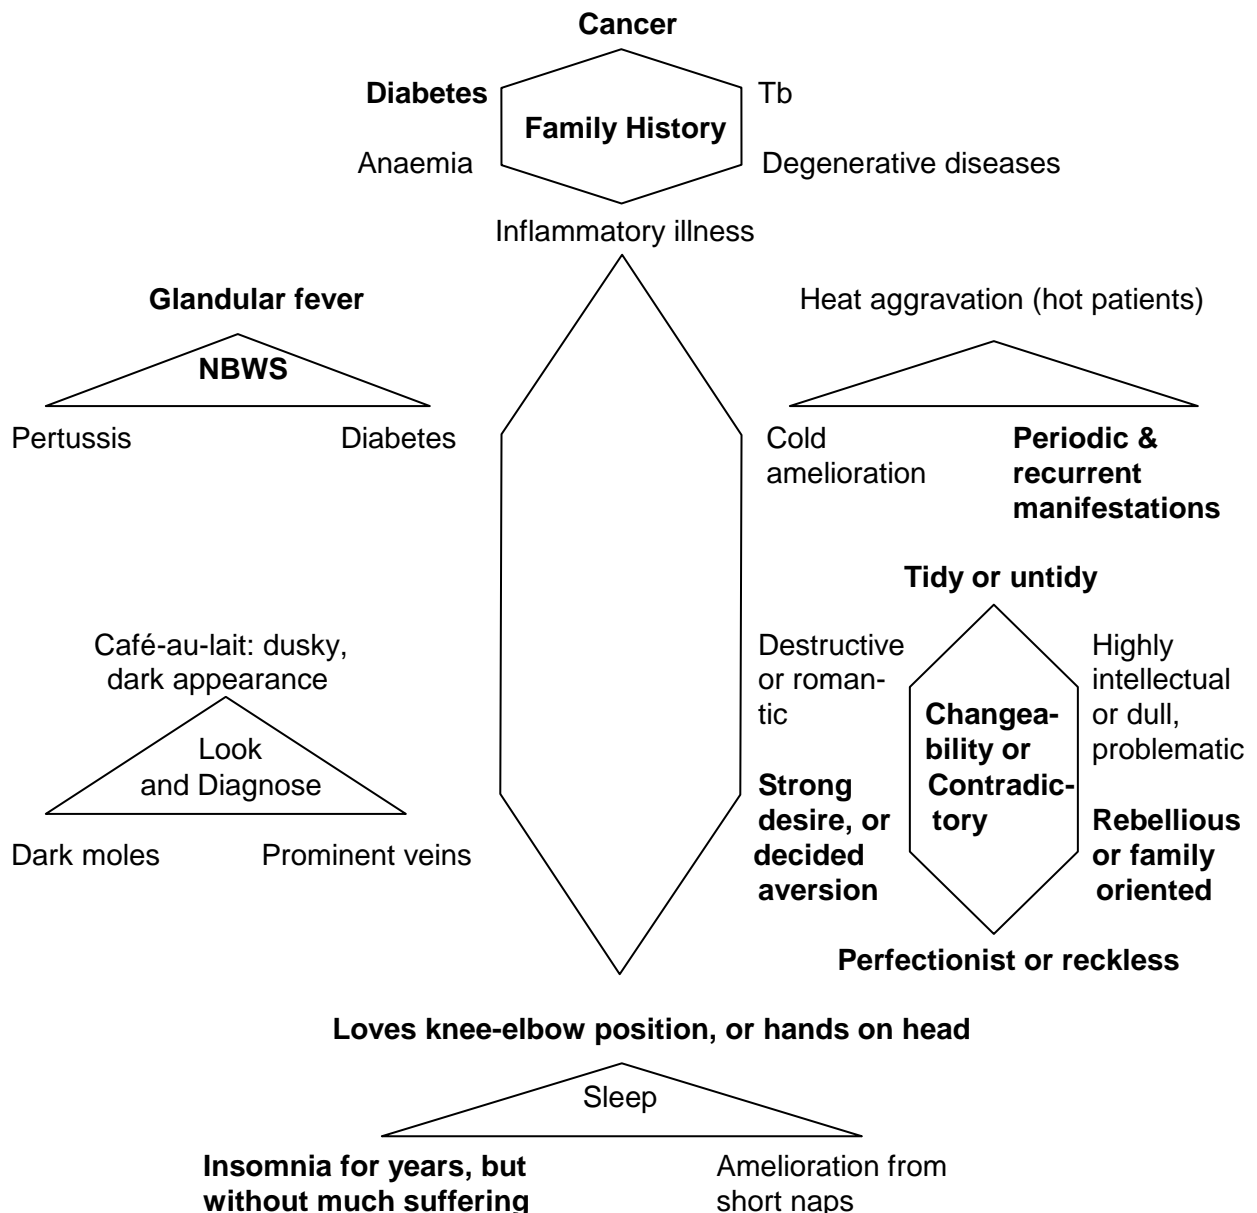 Cancer
Diabetes
Tb
Family History
Anaemia
Degenerative diseases
Inflammatory illness
Glandular fever
NBWS
Pertussis
Diabetes
Heat aggravation (hot patients)
Cold
amelioration
Periodic &
recurrent
manifestations
Café-au-lait: dusky,
dark appearance
Look
and Diagnose
Dark moles
Prominent veins
Tidy or untidy
Destructive
or roman-
tic
Highly
intellectual
or dull,
problematic
Changea-
bility or
Contradic-
tory
Strong
desire, or
decided
aversion
Rebellious
or family
oriented
Perfectionist or reckless
Loves knee-elbow position, or hands on head
Sleep
Insomnia for years, but
without much suffering
Amelioration from
short naps